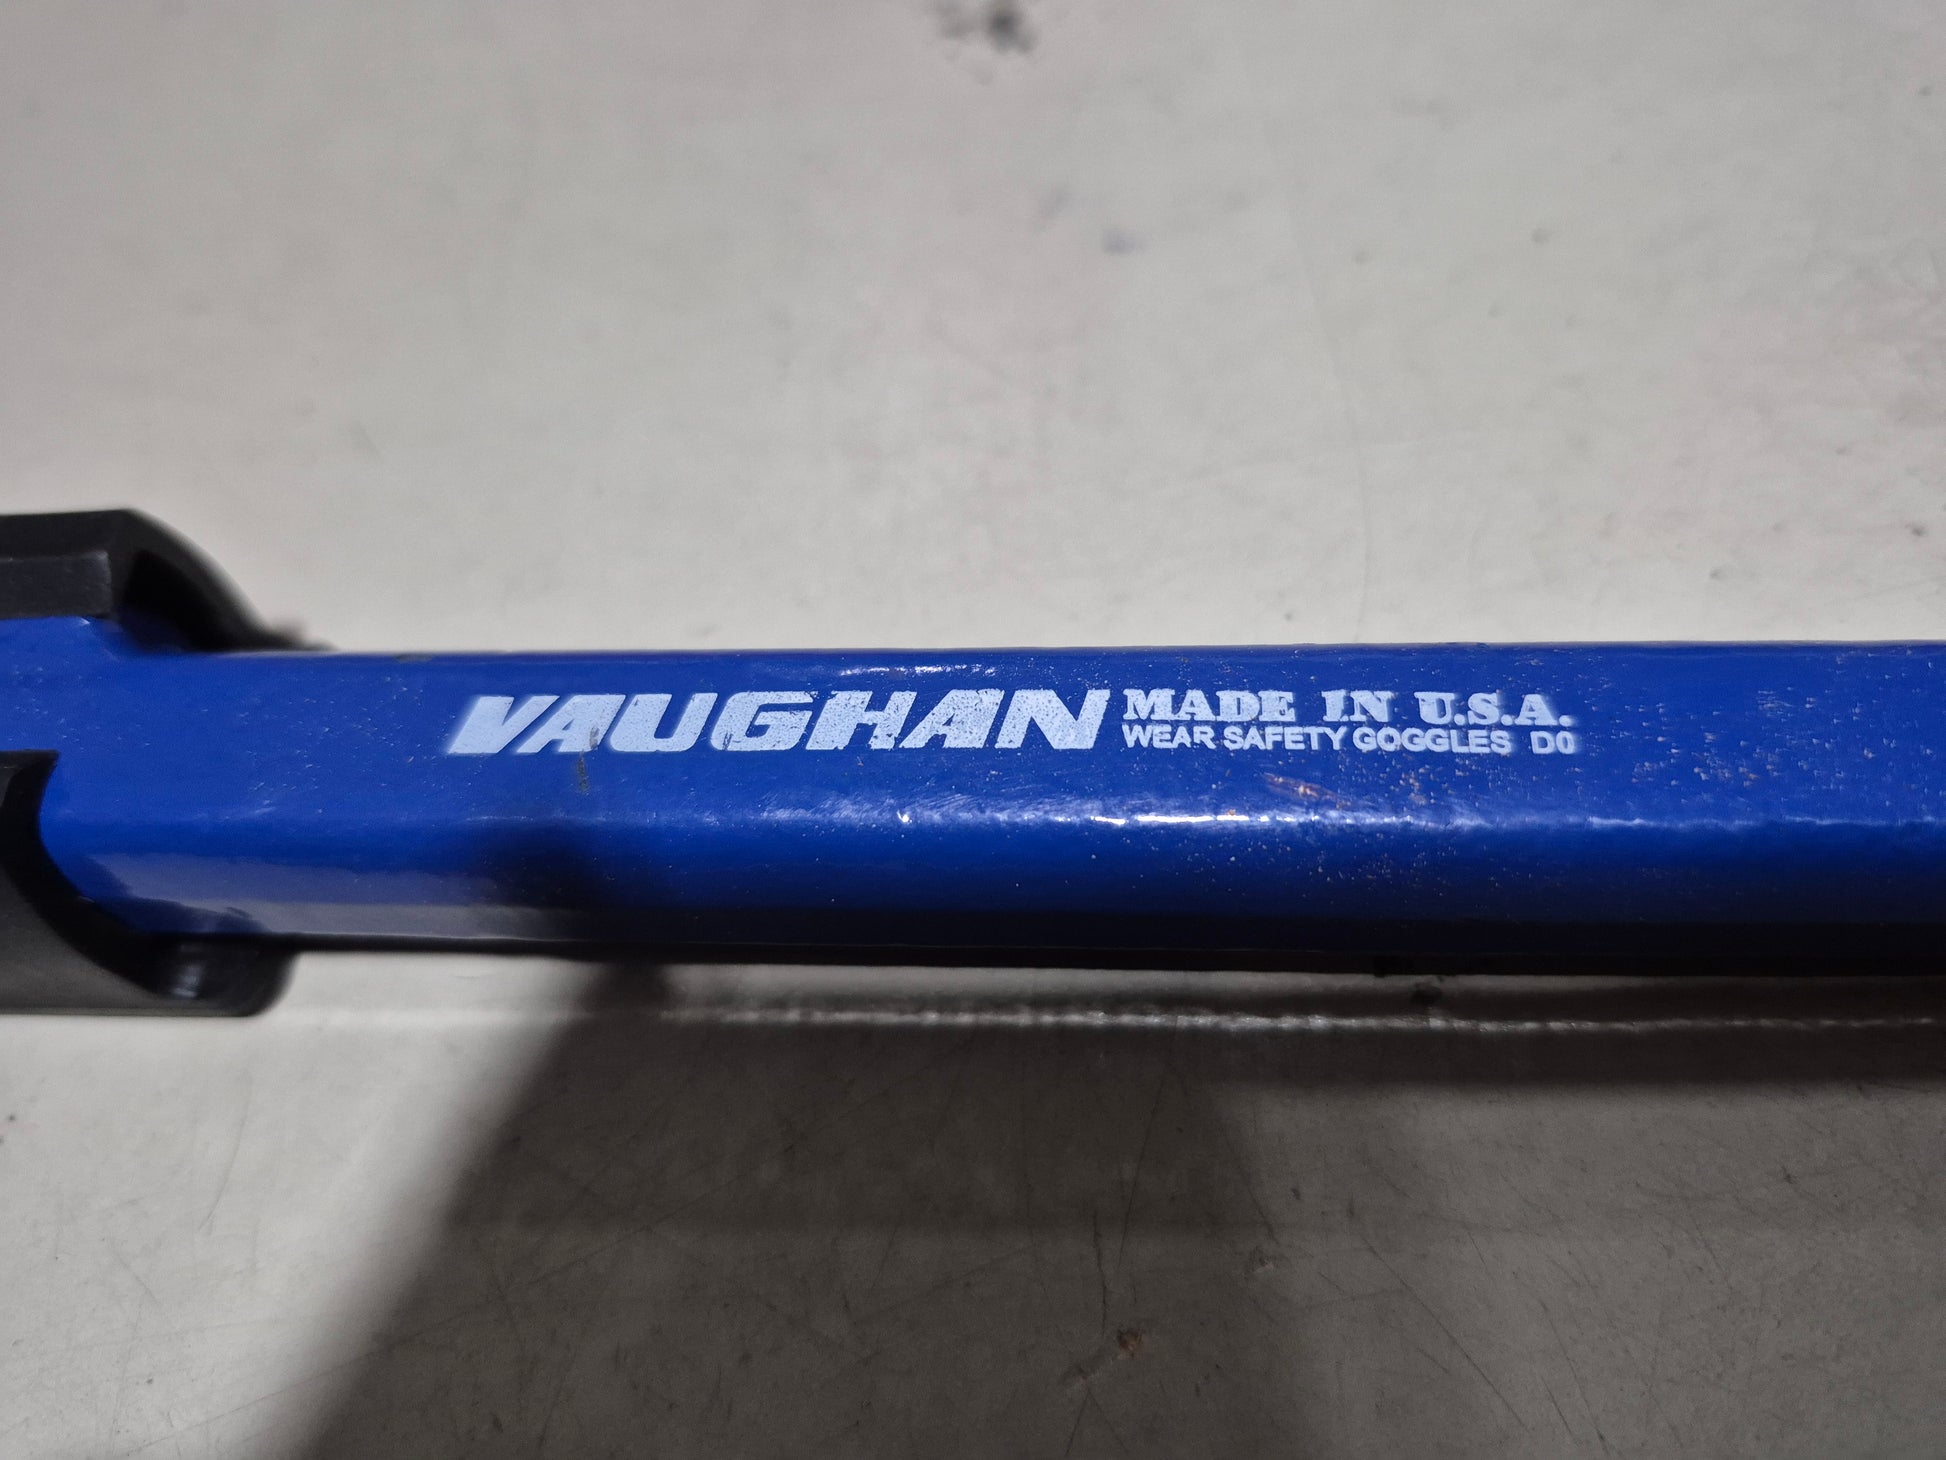 VAUGHAN
MADE IN U.S.A.
WEAR SAFETY GOGGLES D0